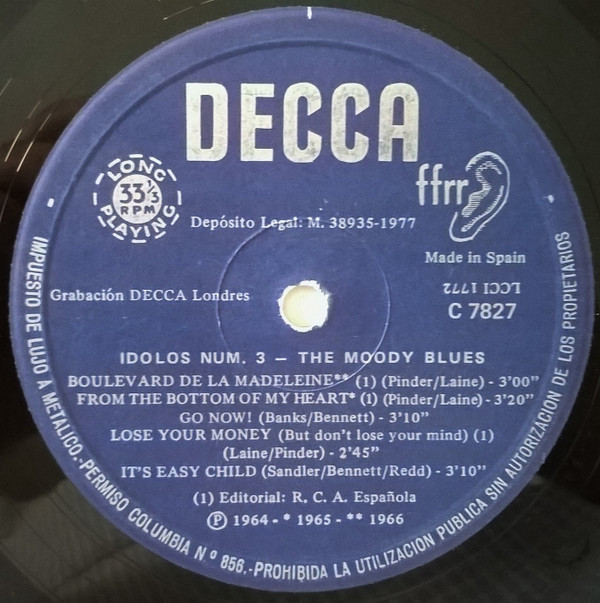 DECCA
LONG
33⅓
RPM
PLAYING
ffrr
Depósito Legal: M. 38935-1977
Made in Spain
Grabación DECCA Londres
LCCI 1772
C 7827
IDOLOS NUM. 3 — THE MOODY BLUES
BOULEVARD DE LA MADELEINE** (1) (Pinder/Laine) - 3'00"
FROM THE BOTTOM OF MY HEART* (1) (Pinder/Laine) - 3'20"
GO NOW! (Banks/Bennett) - 3'10"
LOSE YOUR MONEY (But don't lose your mind) (1)
(Laine/Pinder) - 2'45"
IT'S EASY CHILD (Sandler/Bennett/Redd) - 3'10"
(1) Editorial: R, C. A. Española
Ⓟ 1964 - * 1965 - ** 1966
IMPUESTO DE LUJO A METALICO.-PERMISO COLUMBIA N.º 856.-PROHIBIDA LA UTILIZACION PUBLICA SIN AUTORIZACIÓN DE LOS PROPIETARIOS